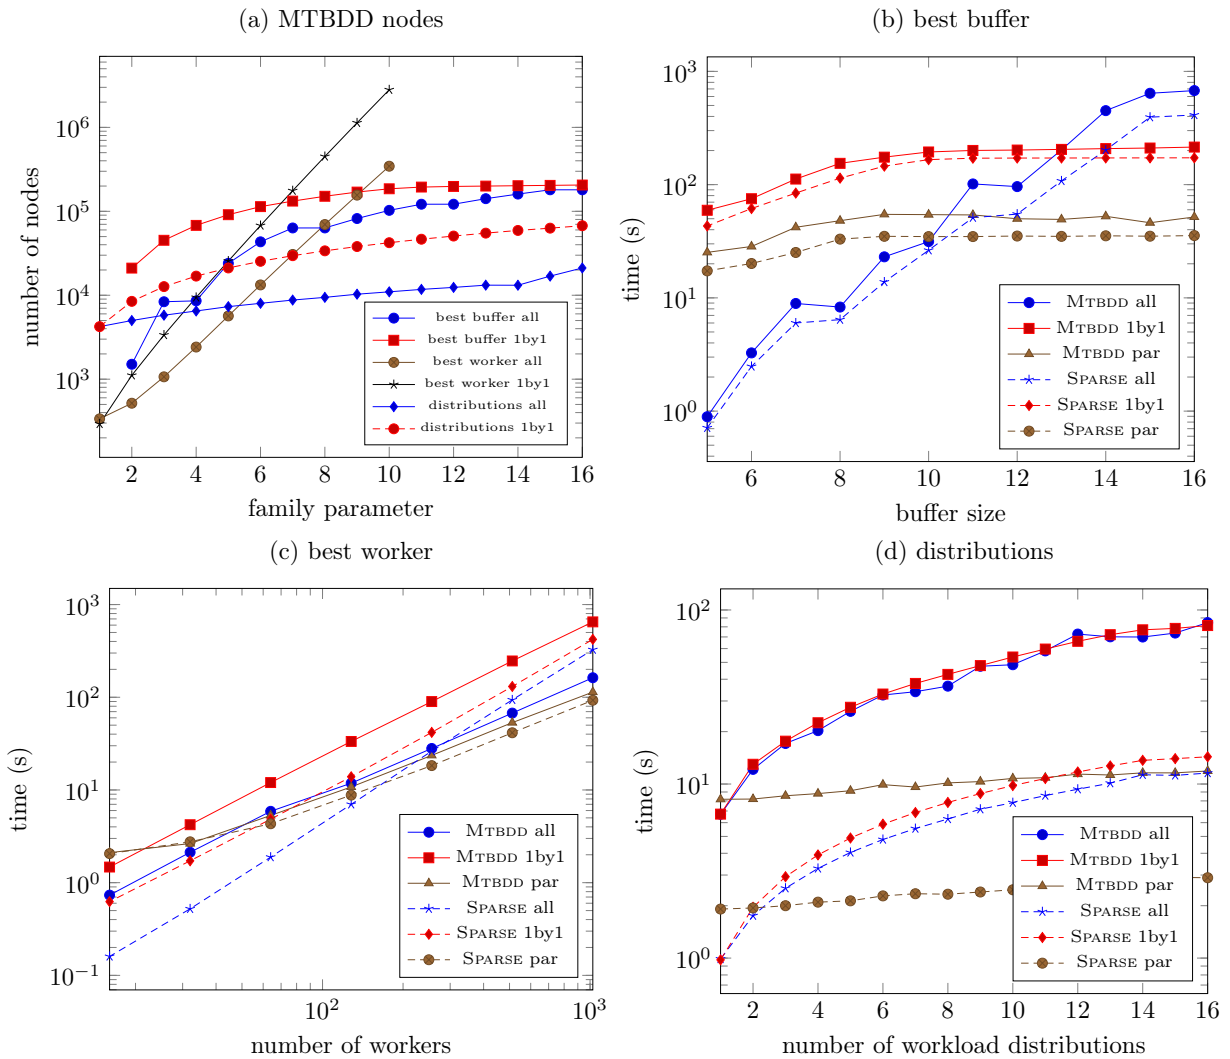 (a) MTBDD nodes
10^6
10^5
10^4
10^3
number of nodes
best buffer all
best buffer 1by1
best worker all
best worker 1by1
distributions all
distributions 1by1
2 4 6 8 10 12 14 16
family parameter
(b) best buffer
10^3
10^2
10^1
10^0
time (s)
MTBDD all
MTBDD 1by1
MTBDD par
SPARSE all
SPARSE 1by1
SPARSE par
6 8 10 12 14 16
buffer size
(c) best worker
10^3
10^2
10^1
10^0
10^−1
time (s)
MTBDD all
MTBDD 1by1
MTBDD par
SPARSE all
SPARSE 1by1
SPARSE par
10^2 10^3
number of workers
(d) distributions
10^2
10^1
10^0
time (s)
MTBDD all
MTBDD 1by1
MTBDD par
SPARSE all
SPARSE 1by1
SPARSE par
2 4 6 8 10 12 14 16
number of workload distributions